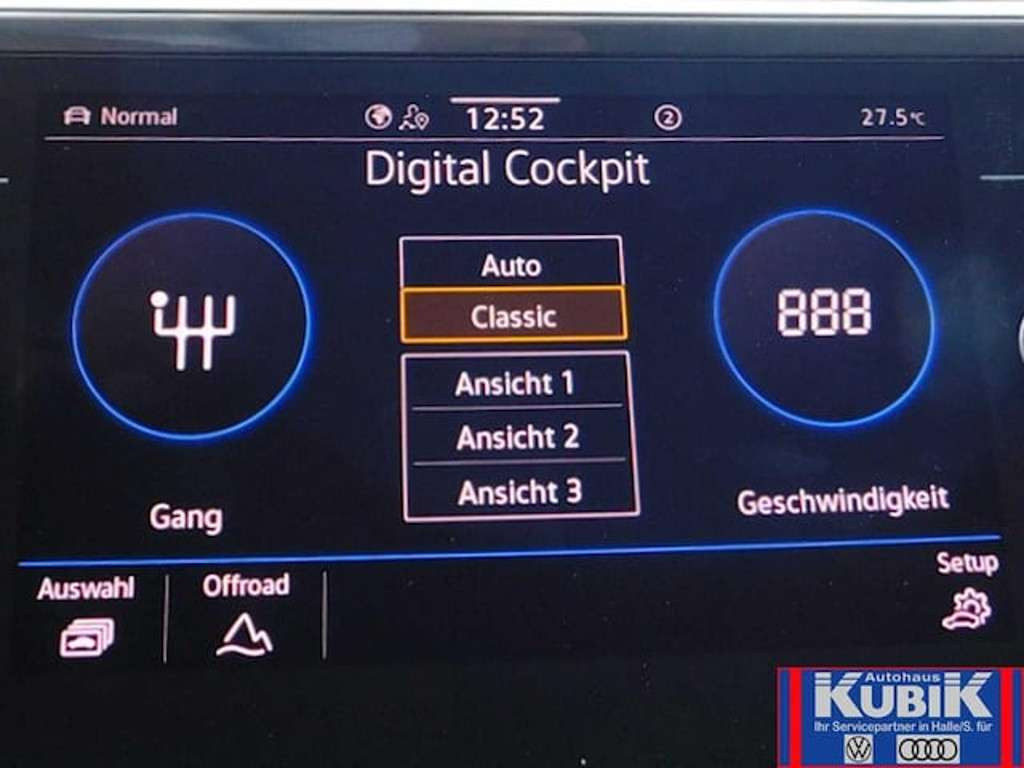 Normal
12:52
2
27.5°C
Digital Cockpit
Auto
Classic
888
Ansicht 1
Ansicht 2
Ansicht 3
Gang
Geschwindigkeit
Auswahl
Offroad
Setup
Autohaus
KUBIK
Ihr Servicepartner in Halle/S. für